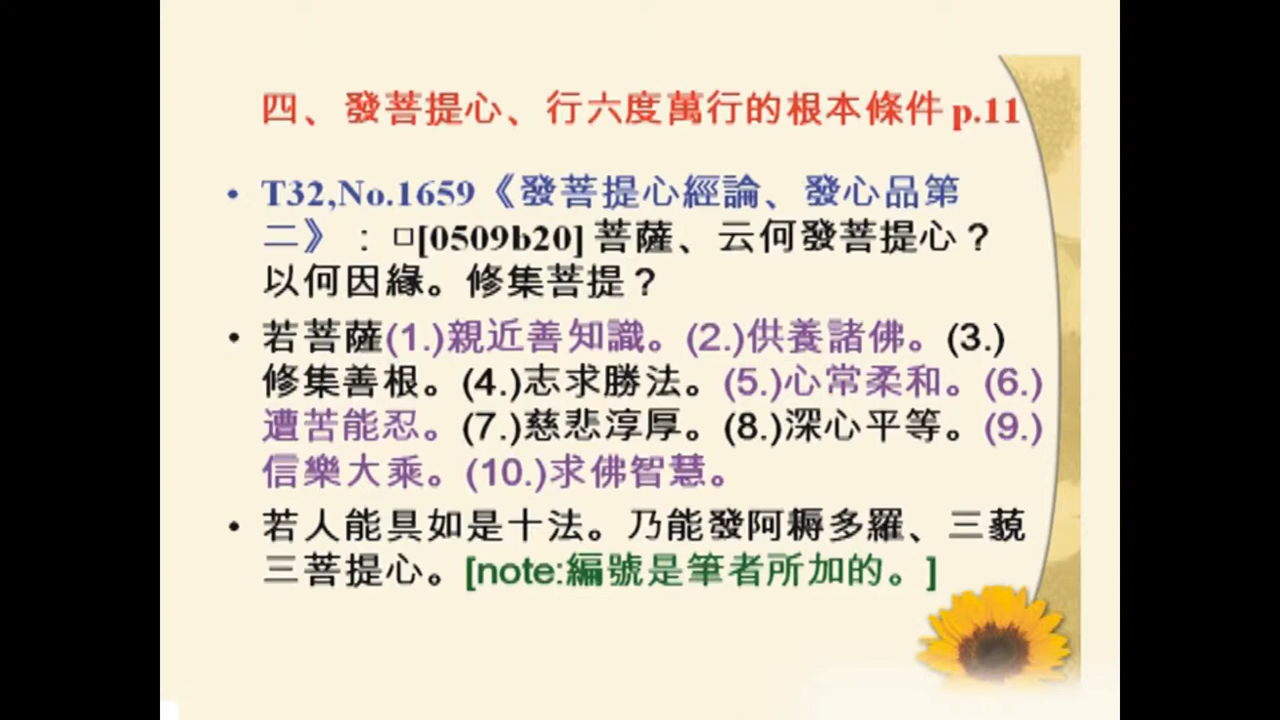 四、發菩提心、行六度萬行的根本條件 p.11
• T32,No.1659《發菩提心經論、發心品第
二》：□[0509b20] 菩薩、云何發菩提心？
以何因緣。修集菩提？
• 若菩薩(1.)親近善知識。(2.)供養諸佛。(3.)
修集善根。(4.)志求勝法。(5.)心常柔和。(6.)
遭苦能忍。(7.)慈悲淳厚。(8.)深心平等。(9.)
信樂大乘。(10.)求佛智慧。
• 若人能具如是十法。乃能發阿耨多羅、三藐
三菩提心。[note:編號是筆者所加的。]